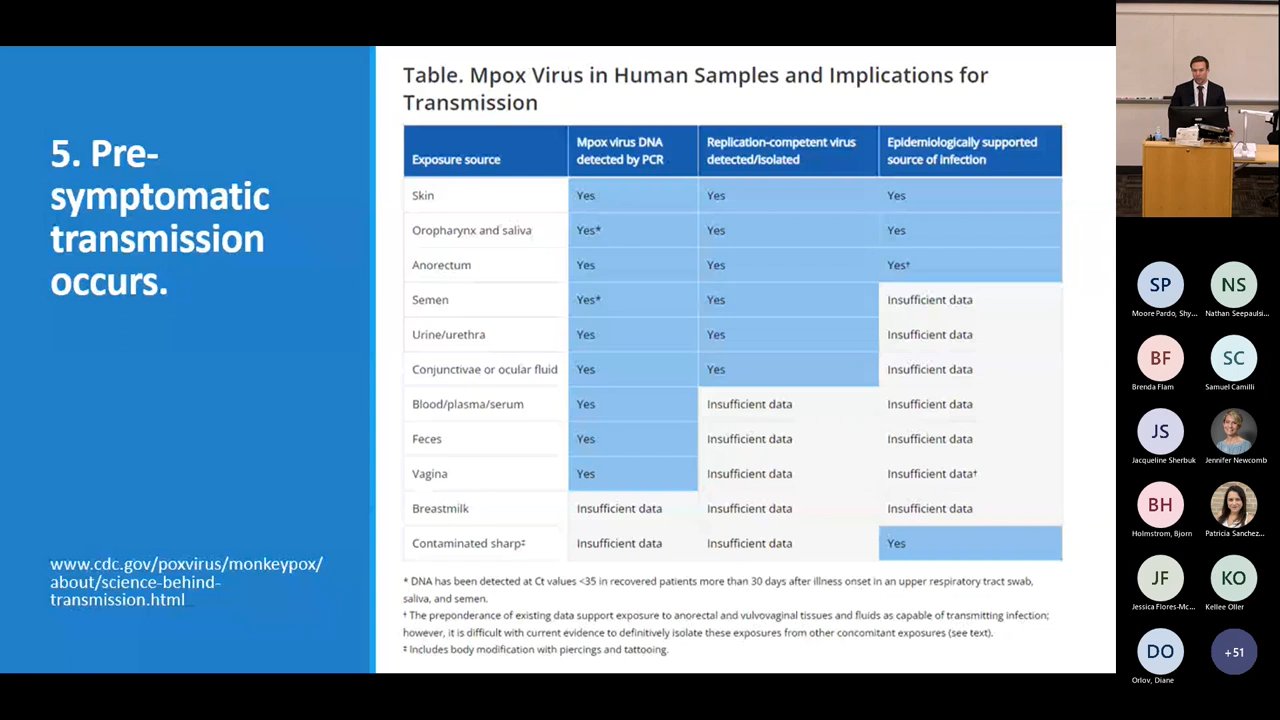 5. Pre-
symptomatic
transmission
occurs.
www.cdc.gov/poxvirus/monkeypox/
about/science-behind-
transmission.html
Table. Mpox Virus in Human Samples and Implications for
Transmission
Exposure source
Mpox virus DNA
detected by PCR
Replication-competent virus
detected/isolated
Epidemiologically supported
source of infection
Skin Yes Yes Yes
Oropharynx and saliva Yes* Yes Yes
Anorectum Yes Yes Yes†
Semen Yes* Yes Insufficient data
Urine/urethra Yes Yes Insufficient data
Conjunctivae or ocular fluid Yes Yes Insufficient data
Blood/plasma/serum Yes Insufficient data Insufficient data
Feces Yes Insufficient data Insufficient data
Vagina Yes Insufficient data Insufficient data†
Breastmilk Insufficient data Insufficient data Insufficient data
Contaminated sharp‡ Insufficient data Insufficient data Yes
* DNA has been detected at Ct values <35 in recovered patients more than 30 days after illness onset in an upper respiratory tract swab,
saliva, and semen.
† The preponderance of existing data support exposure to anorectal and vulvovaginal tissues and fluids as capable of transmitting infection;
however, it is difficult with current evidence to definitively isolate these exposures from other concomitant exposures (see text).
‡ Includes body modification with piercings and tattooing.
SP NS
Moore Pardo, Shy... Nathan Seepaulsi...
BF SC
Brenda Flam Samuel Camilli
JS
Jacqueline Sherbuk Jennifer Newcomb
BH
Holmstrom, Bjorn Patricia Sanchez...
JF KO
Jessica Flores-Mc... Kellee Oller
DO +51
Orlov, Diane